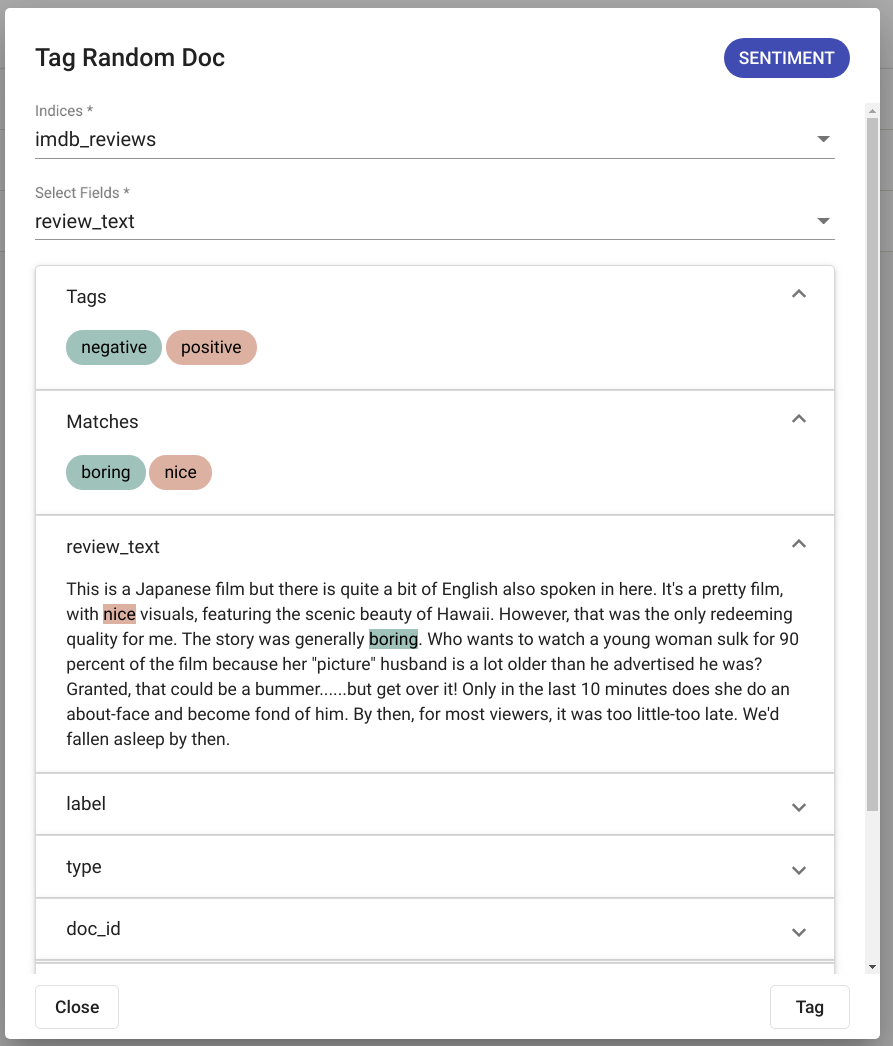 Tag Random Doc
SENTIMENT
Indices *
imdb_reviews
Select Fields *
review_text
Tags
negative positive
Matches
boring nice
review_text
This is a Japanese film but there is quite a bit of English also spoken in here. It's a pretty film,
with nice visuals, featuring the scenic beauty of Hawaii. However, that was the only redeeming
quality for me. The story was generally boring. Who wants to watch a young woman sulk for 90
percent of the film because her "picture" husband is a lot older than he advertised he was?
Granted, that could be a bummer......but get over it! Only in the last 10 minutes does she do an
about-face and become fond of him. By then, for most viewers, it was too little-too late. We'd
fallen asleep by then.
label
type
doc_id
Close
Tag